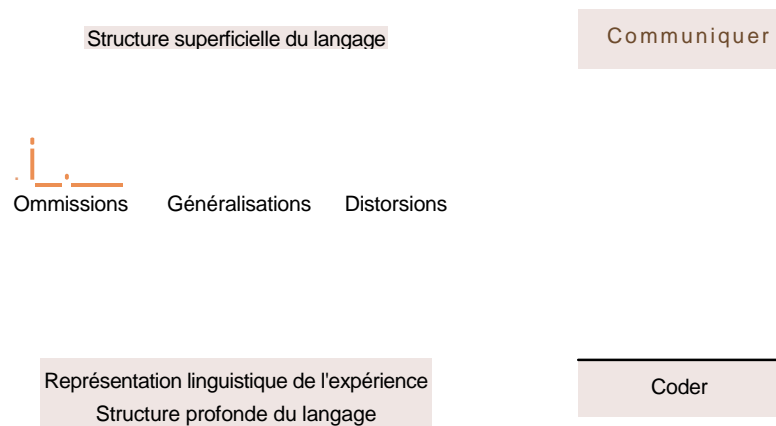 Structure superficielle du langage
Communiquer
Ommissions Généralisations Distorsions
Représentation linguistique de l'expérience
Structure profonde du langage
Coder